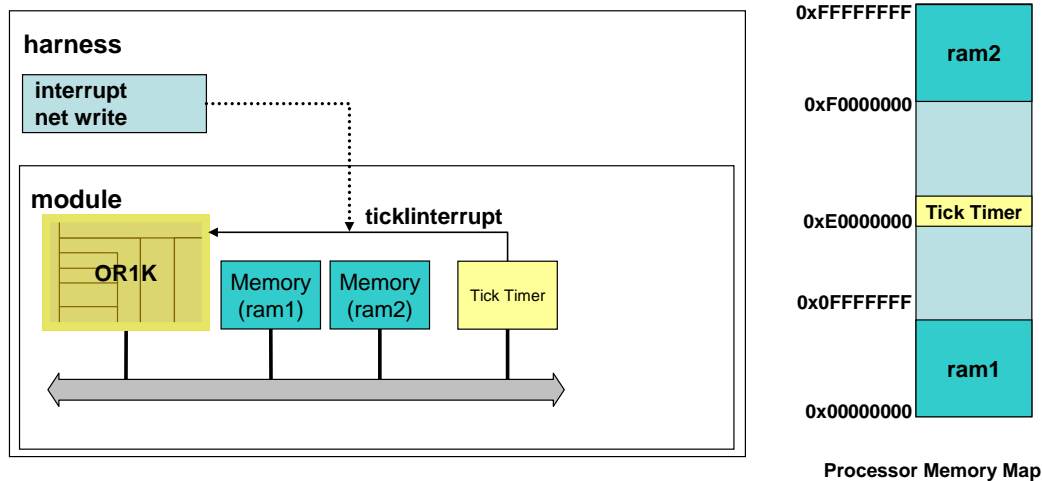 harness
interrupt
net write
module
ticklinterrupt
OR1K
Memory
(ram1)
Memory
(ram2)
Tick Timer
0xFFFFFFFF
ram2
0xF0000000
Tick Timer
0xE0000000
0x0FFFFFFF
ram1
0x00000000
Processor Memory Map